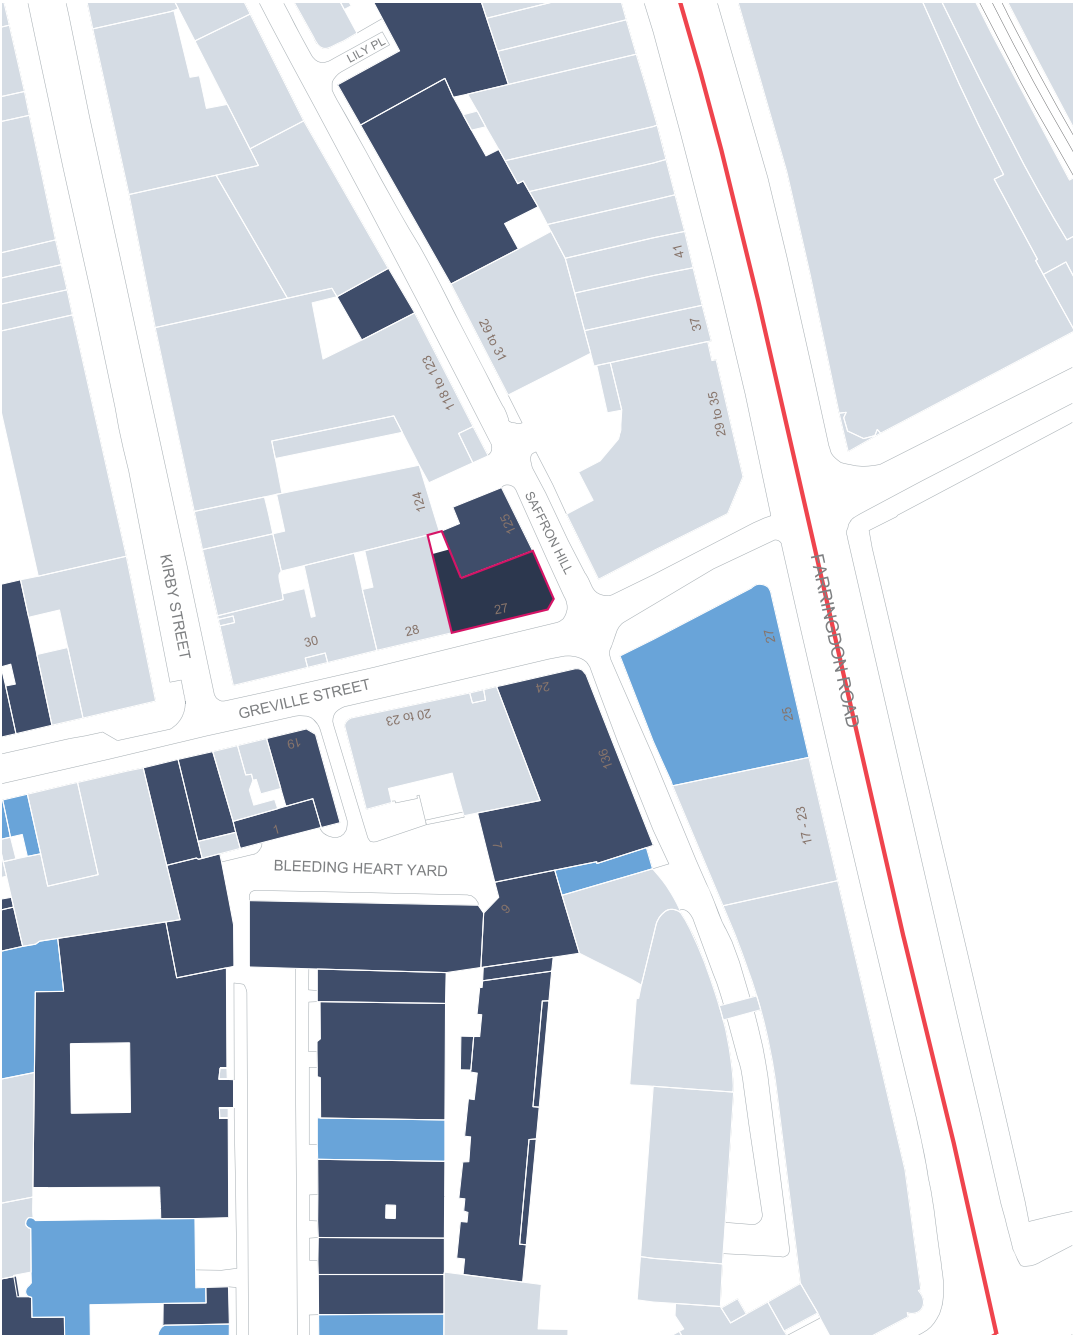 LILY PL
41
37
29 to 31
118 to 123
29 to 35
124
125
SAFFRON HILL
KIRBY STREET
FARRINGDON ROAD
27
28
30
27
25
GREVILLE STREET
24
20 to 23
19
136
1
7
17 - 23
BLEEDING HEART YARD
9